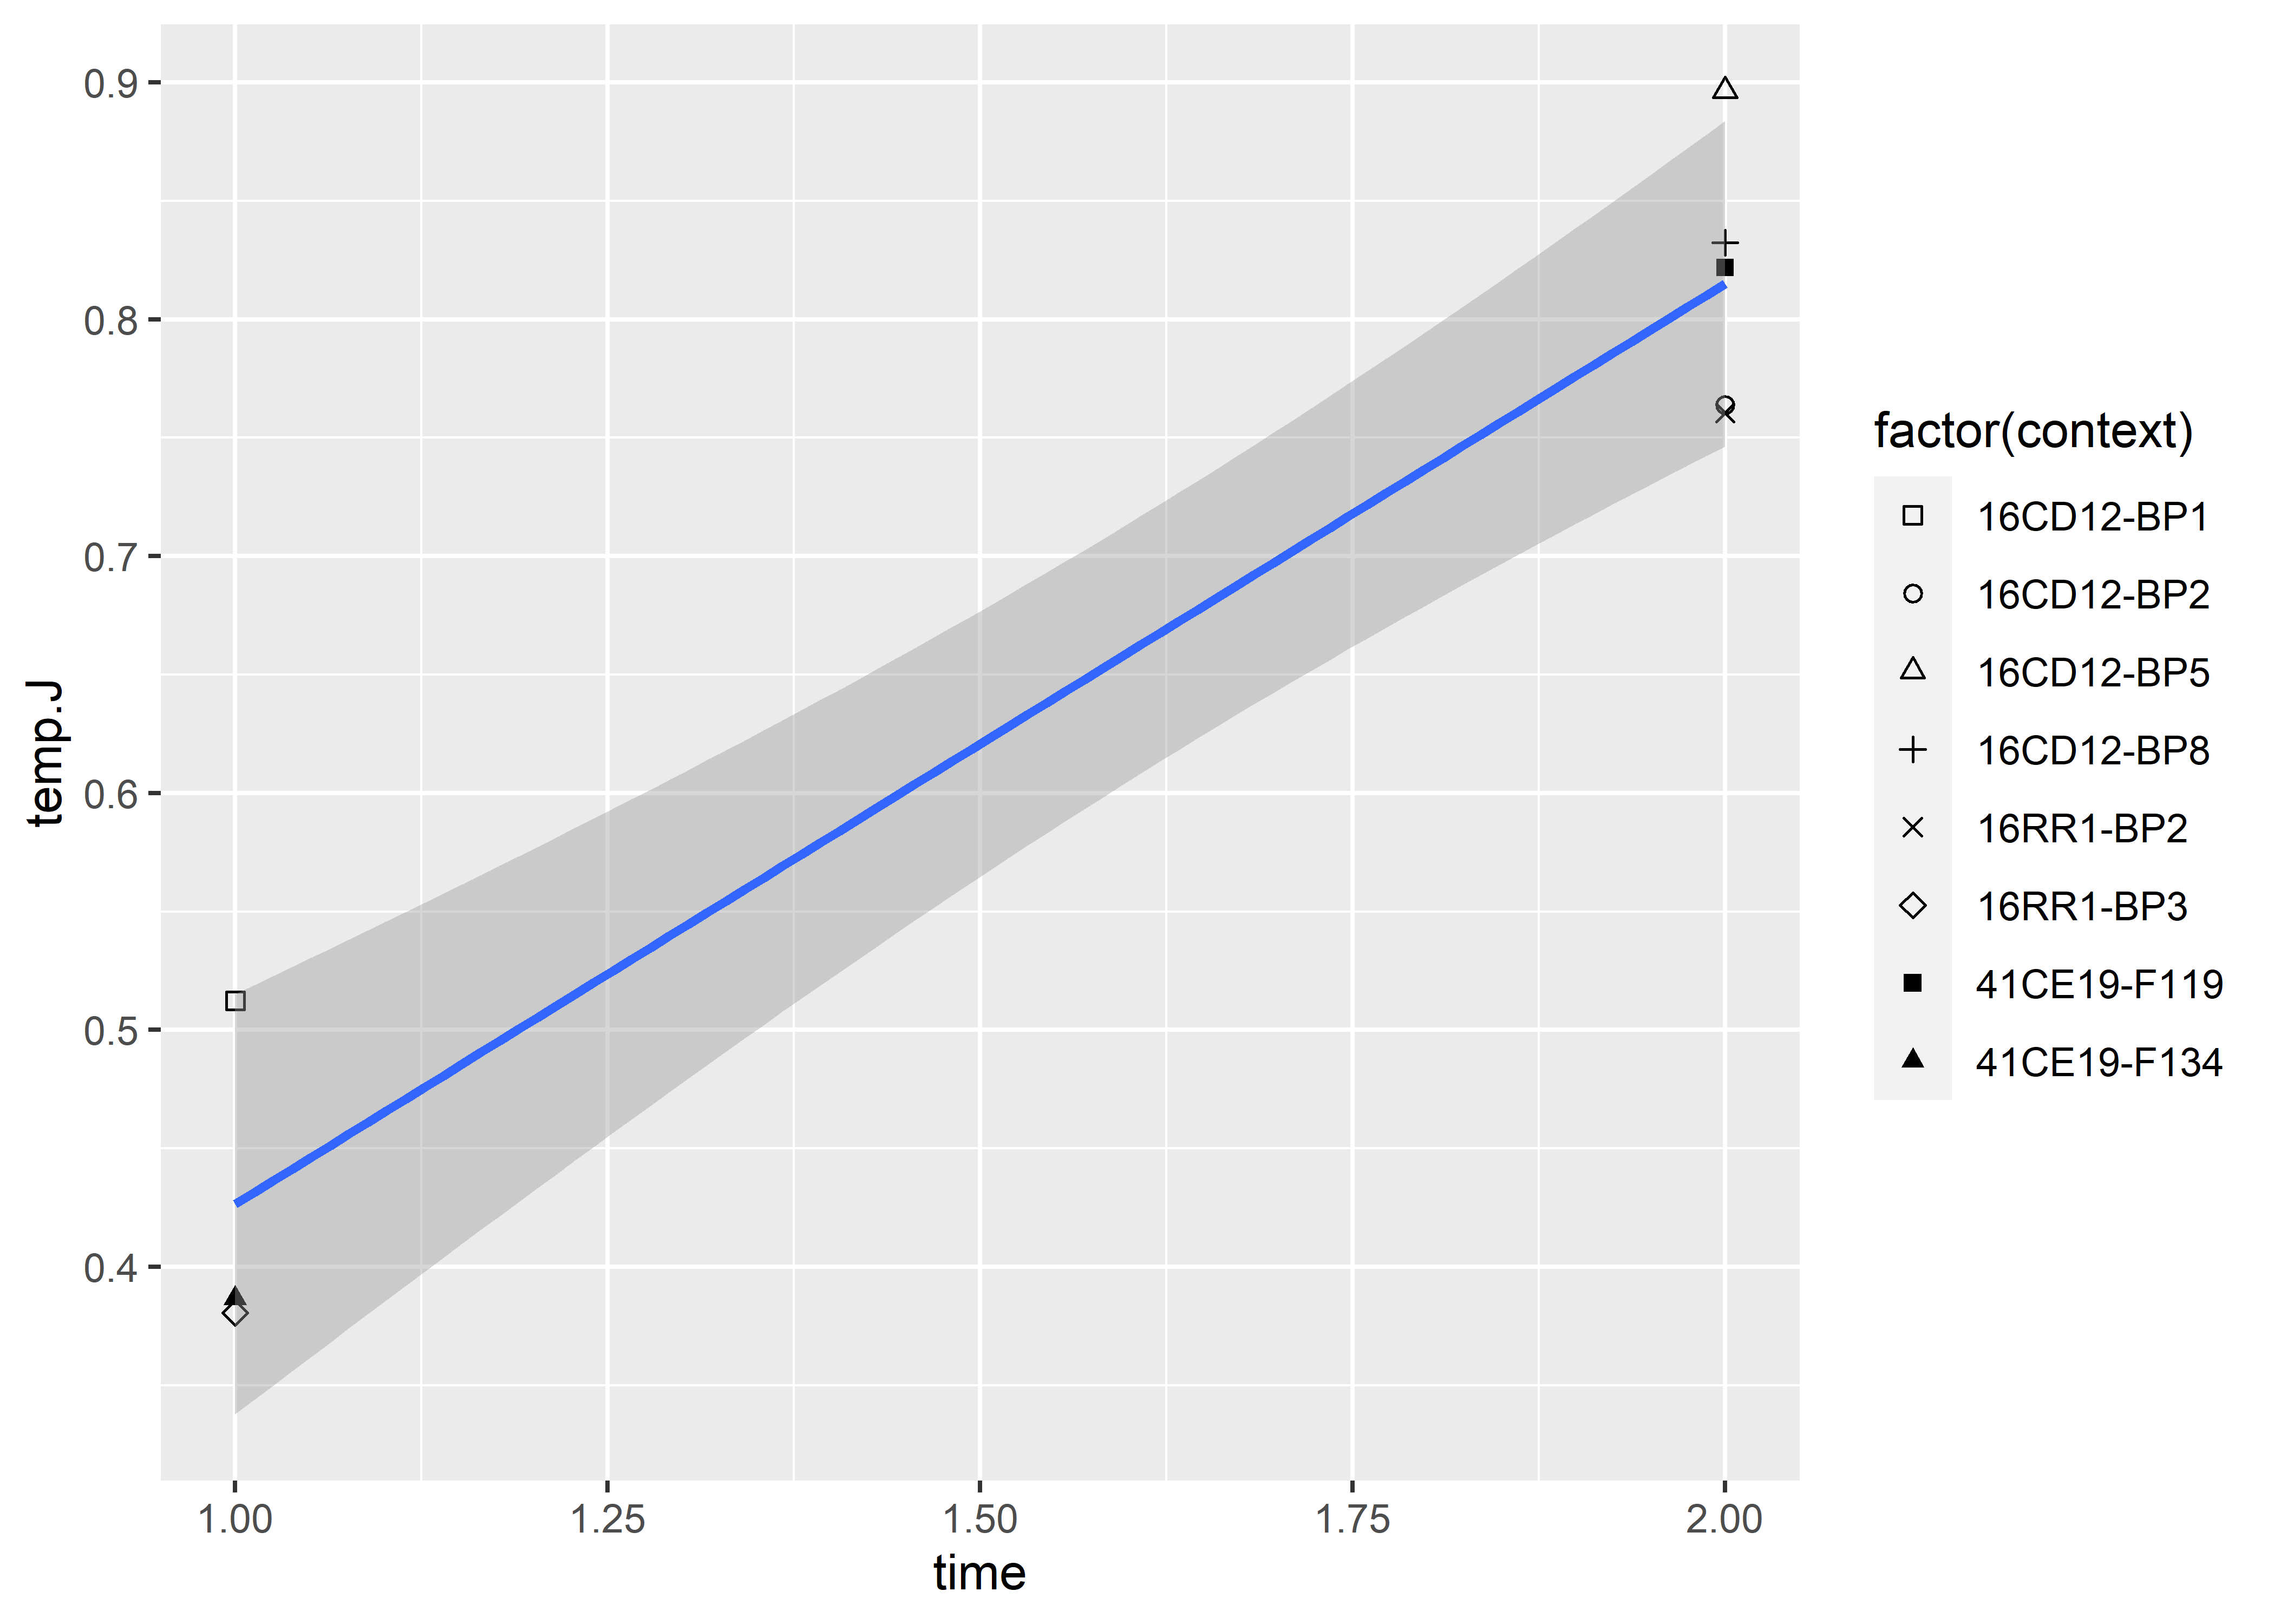 0.9
0.8
0.7
0.6
0.5
0.4
temp.J
1.00 1.25 1.50 1.75 2.00
time
factor(context)
16CD12-BP1
16CD12-BP2
16CD12-BP5
16CD12-BP8
16RR1-BP2
16RR1-BP3
41CE19-F119
41CE19-F134